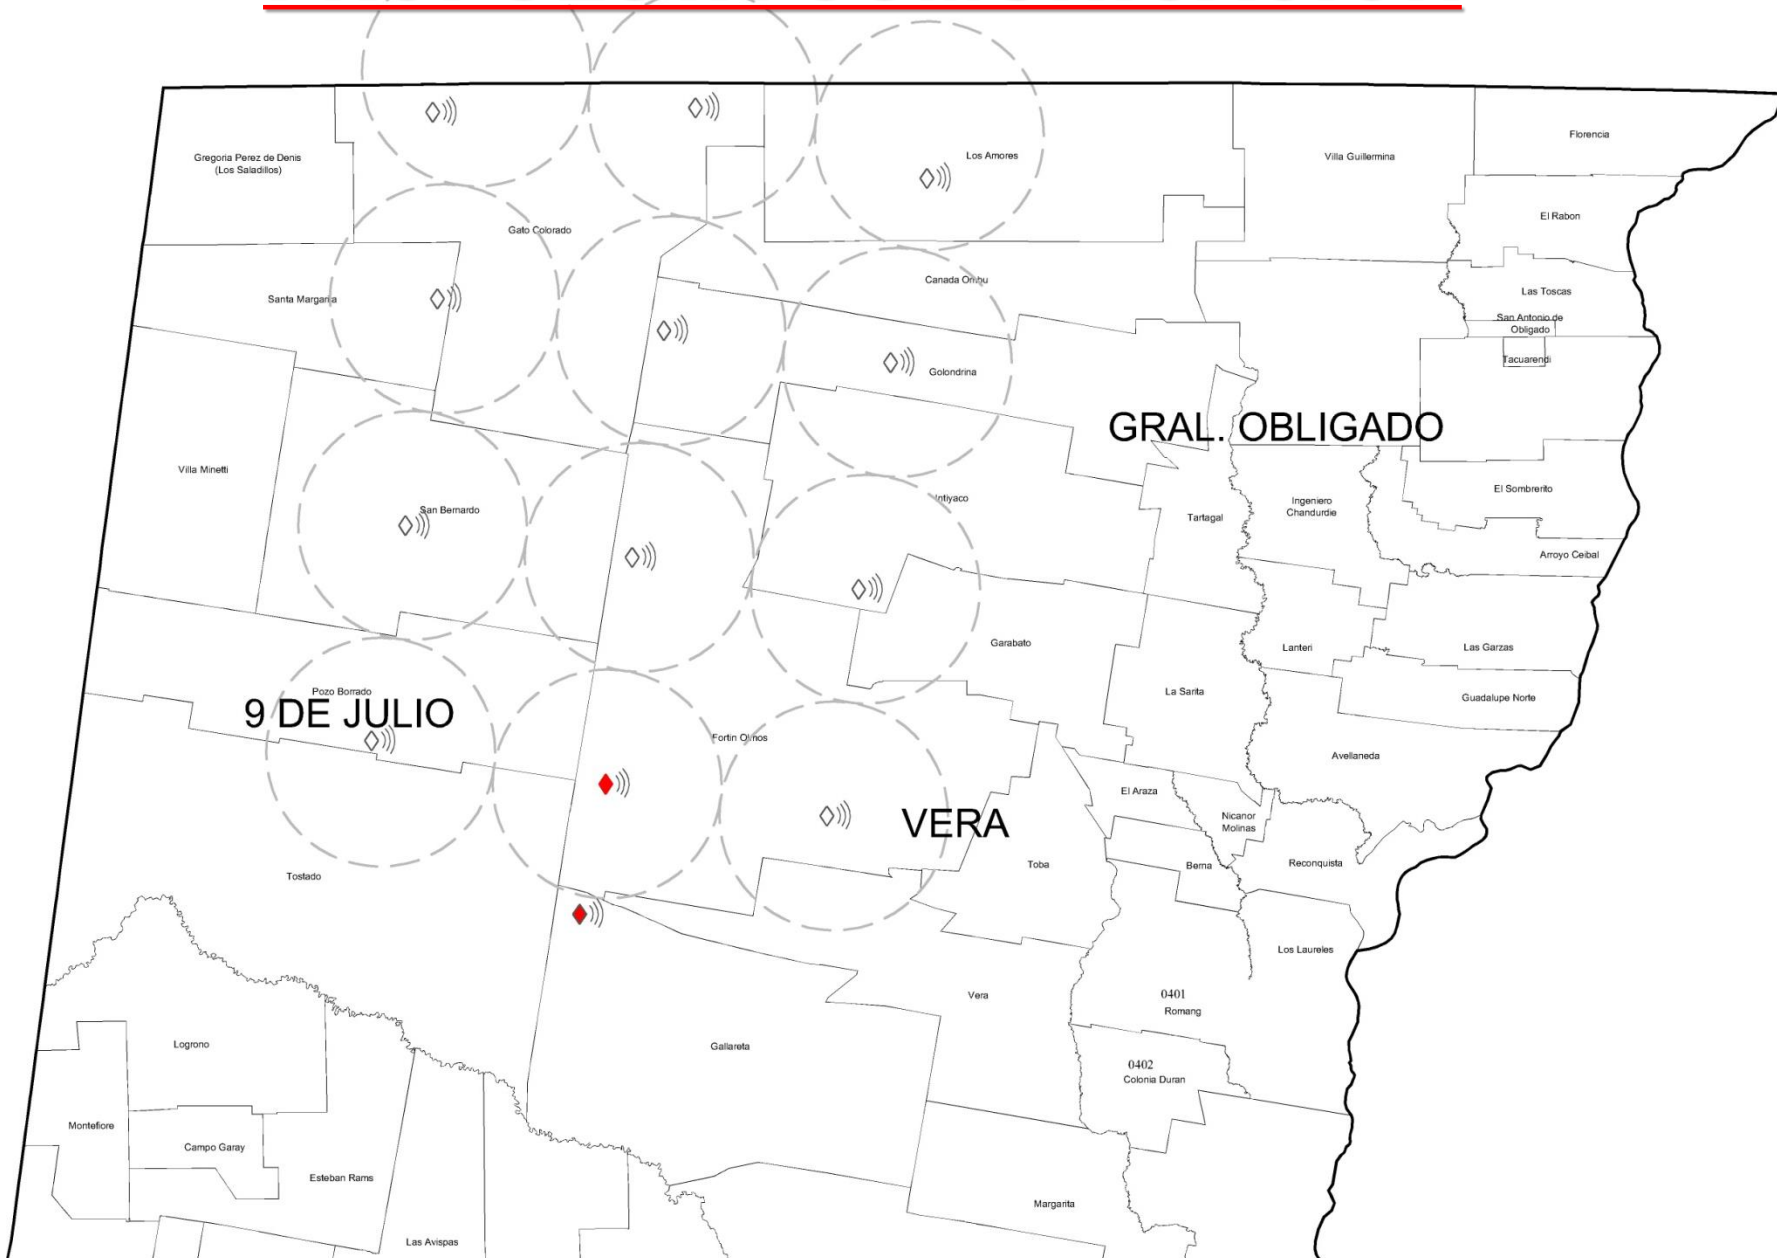 Florencia
Gregoria Perez de Denis
(Los Saladillos)
Los Amores
Villa Guillermina
El Rabon
Gato Colorado
Canada Ombu
Santa Margarita
Las Toscas
San Antonio de
Obligado
Tacuarendi
Golondrina
GRAL. OBLIGADO
Villa Minetti
El Sombrerito
Intiyaco
Ingeniero
Chandurdie
San Bernardo
Tartagal
Arroyo Ceibal
Garabato
Lanteri
Las Garzas
La Sarita
Pozo Borrado
Guadalupe Norte
9 DE JULIO
Fortin Olmos
Avellaneda
El Araza
VERA
Nicanor
Molinas
Toba
Berna
Reconquista
Tostado
Los Laureles
Vera
0401
Romang
Logrono
Gallareta
0402
Colonia Duran
Montefiore
Campo Garay
Esteban Rams
Margarita
Las Avispas